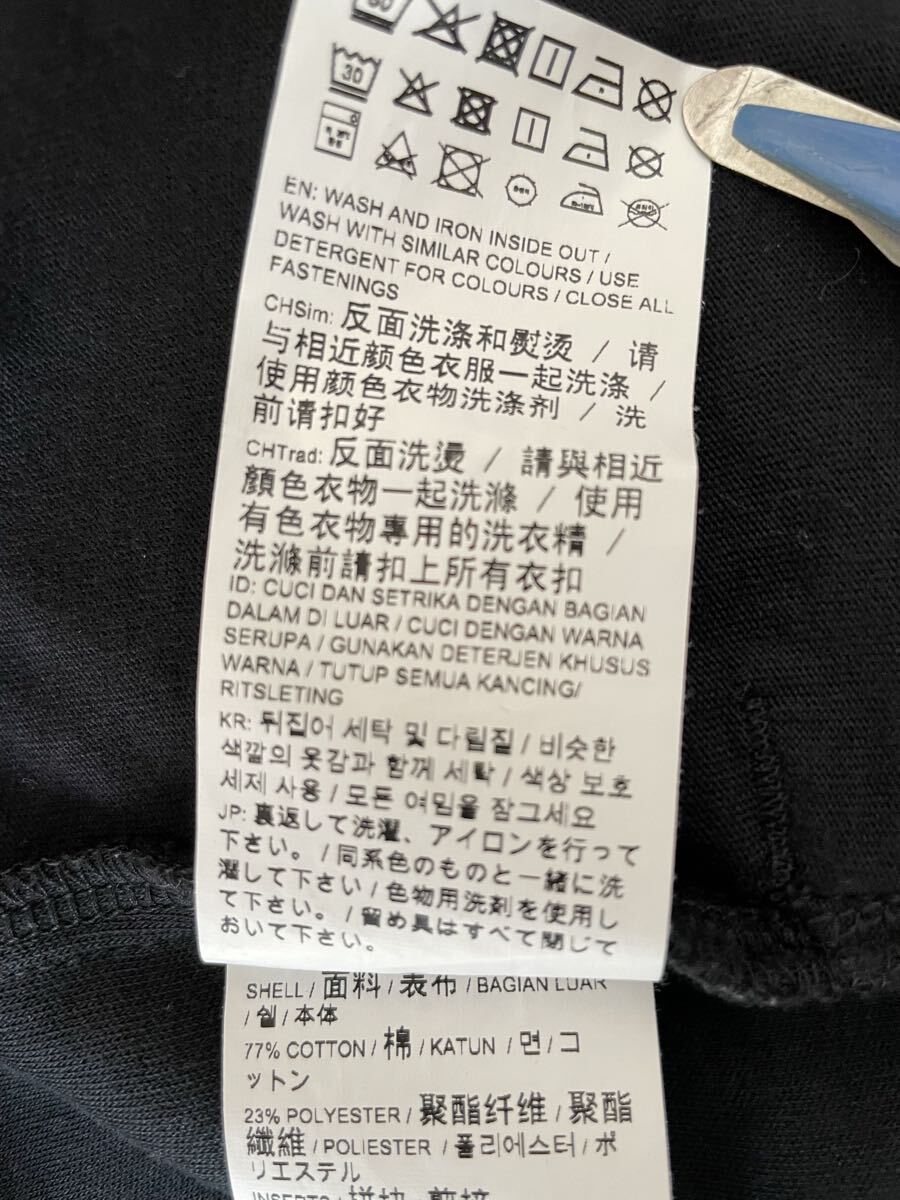 30
EN: WASH AND IRON INSIDE OUT /
WASH WITH SIMILAR COLOURS / USE
DETERGENT FOR COLOURS / CLOSE ALL
FASTENINGS
CHSim: 反面洗涤和熨烫 / 请
与相近颜色衣服一起洗涤 /
使用颜色衣物洗涤剂 / 洗
前请扣好
CHTrad: 反面洗燙 / 請與相近
顏色衣物一起洗滌 / 使用
有色衣物專用的洗衣精 /
洗滌前請扣上所有衣扣
ID: CUCI DAN SETRIKA DENGAN BAGIAN
DALAM DI LUAR / CUCI DENGAN WARNA
SERUPA / GUNAKAN DETERJEN KHUSUS
WARNA / TUTUP SEMUA KANCING/
RITSLETING
KR: 뒤집어 세탁 및 다림질 / 비슷한
색깔의 옷감과 함께 세탁 / 색상 보호
세제 사용 / 모든 여밈을 잠그세요
JP: 裏返して洗濯、アイロンを行って
下さい。/ 同系色のものと一緒に洗
濯して下さい / 色物用洗剤を使用し
て下さい。/ 留め具はすべて閉じて
おいて下さい。
SHELL / 面料 / 表布 / BAGIAN LUAR
/ 쉘 / 本体
77% COTTON / 棉 / KATUN / 면 / コ
ットン
23% POLYESTER / 聚酯纤维 / 聚酯
纖維 / POLIESTER / 폴리에스터 / ポ
リエステル